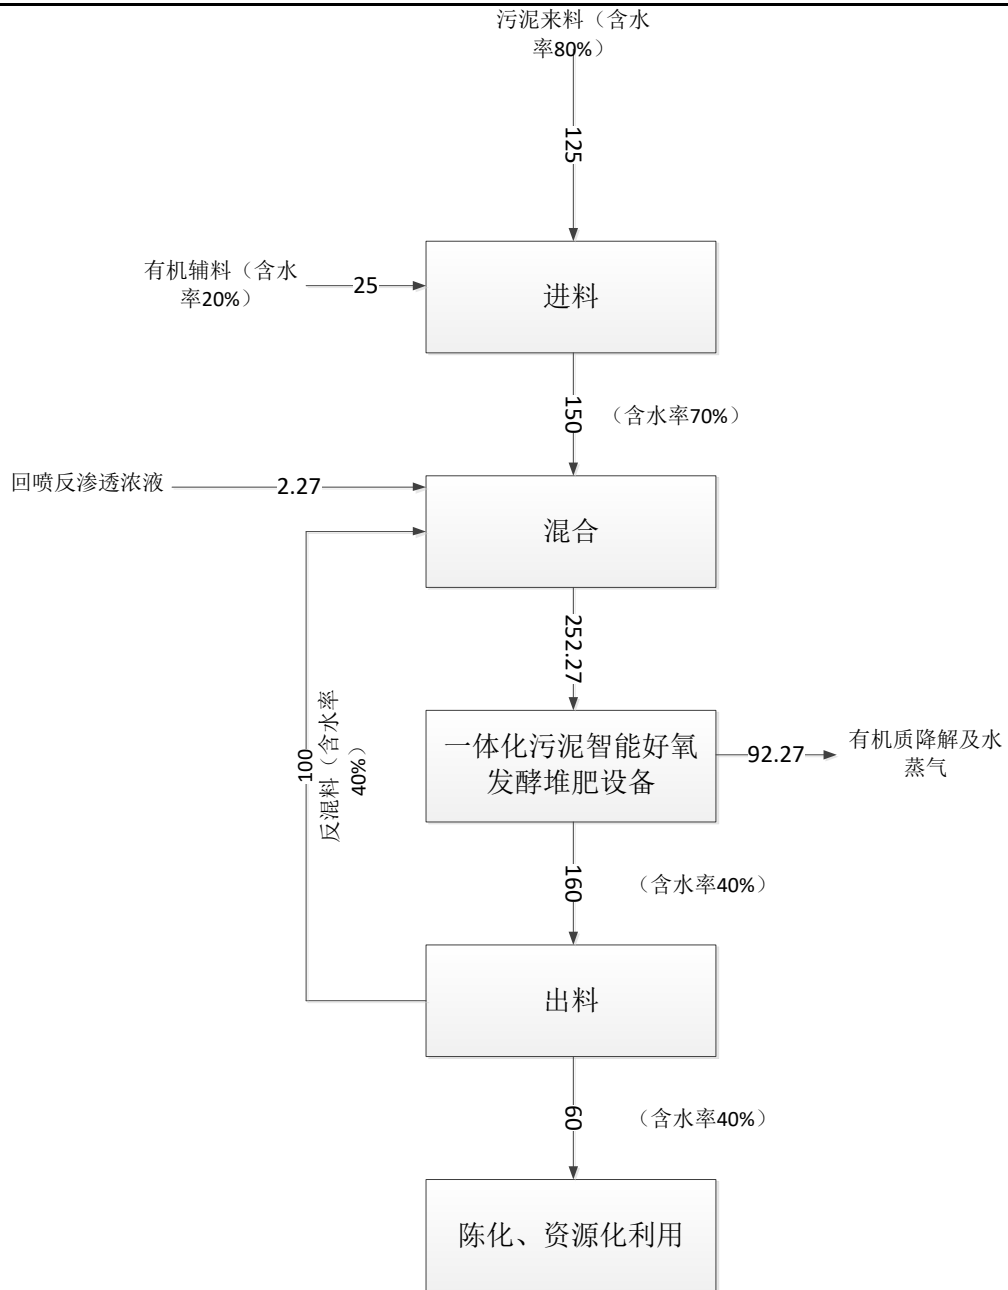 污泥来料（含水
率80%）
125
有机辅料（含水
率20%）
25
进料
150
（含水率70%）
回喷反渗透浓液
2.27
混合
252.27
100
反混料（含水率
40%）
一体化污泥智能好氧
发酵堆肥设备
92.27
有机质降解及水
蒸气
160
（含水率40%）
出料
60
（含水率40%）
陈化、资源化利用